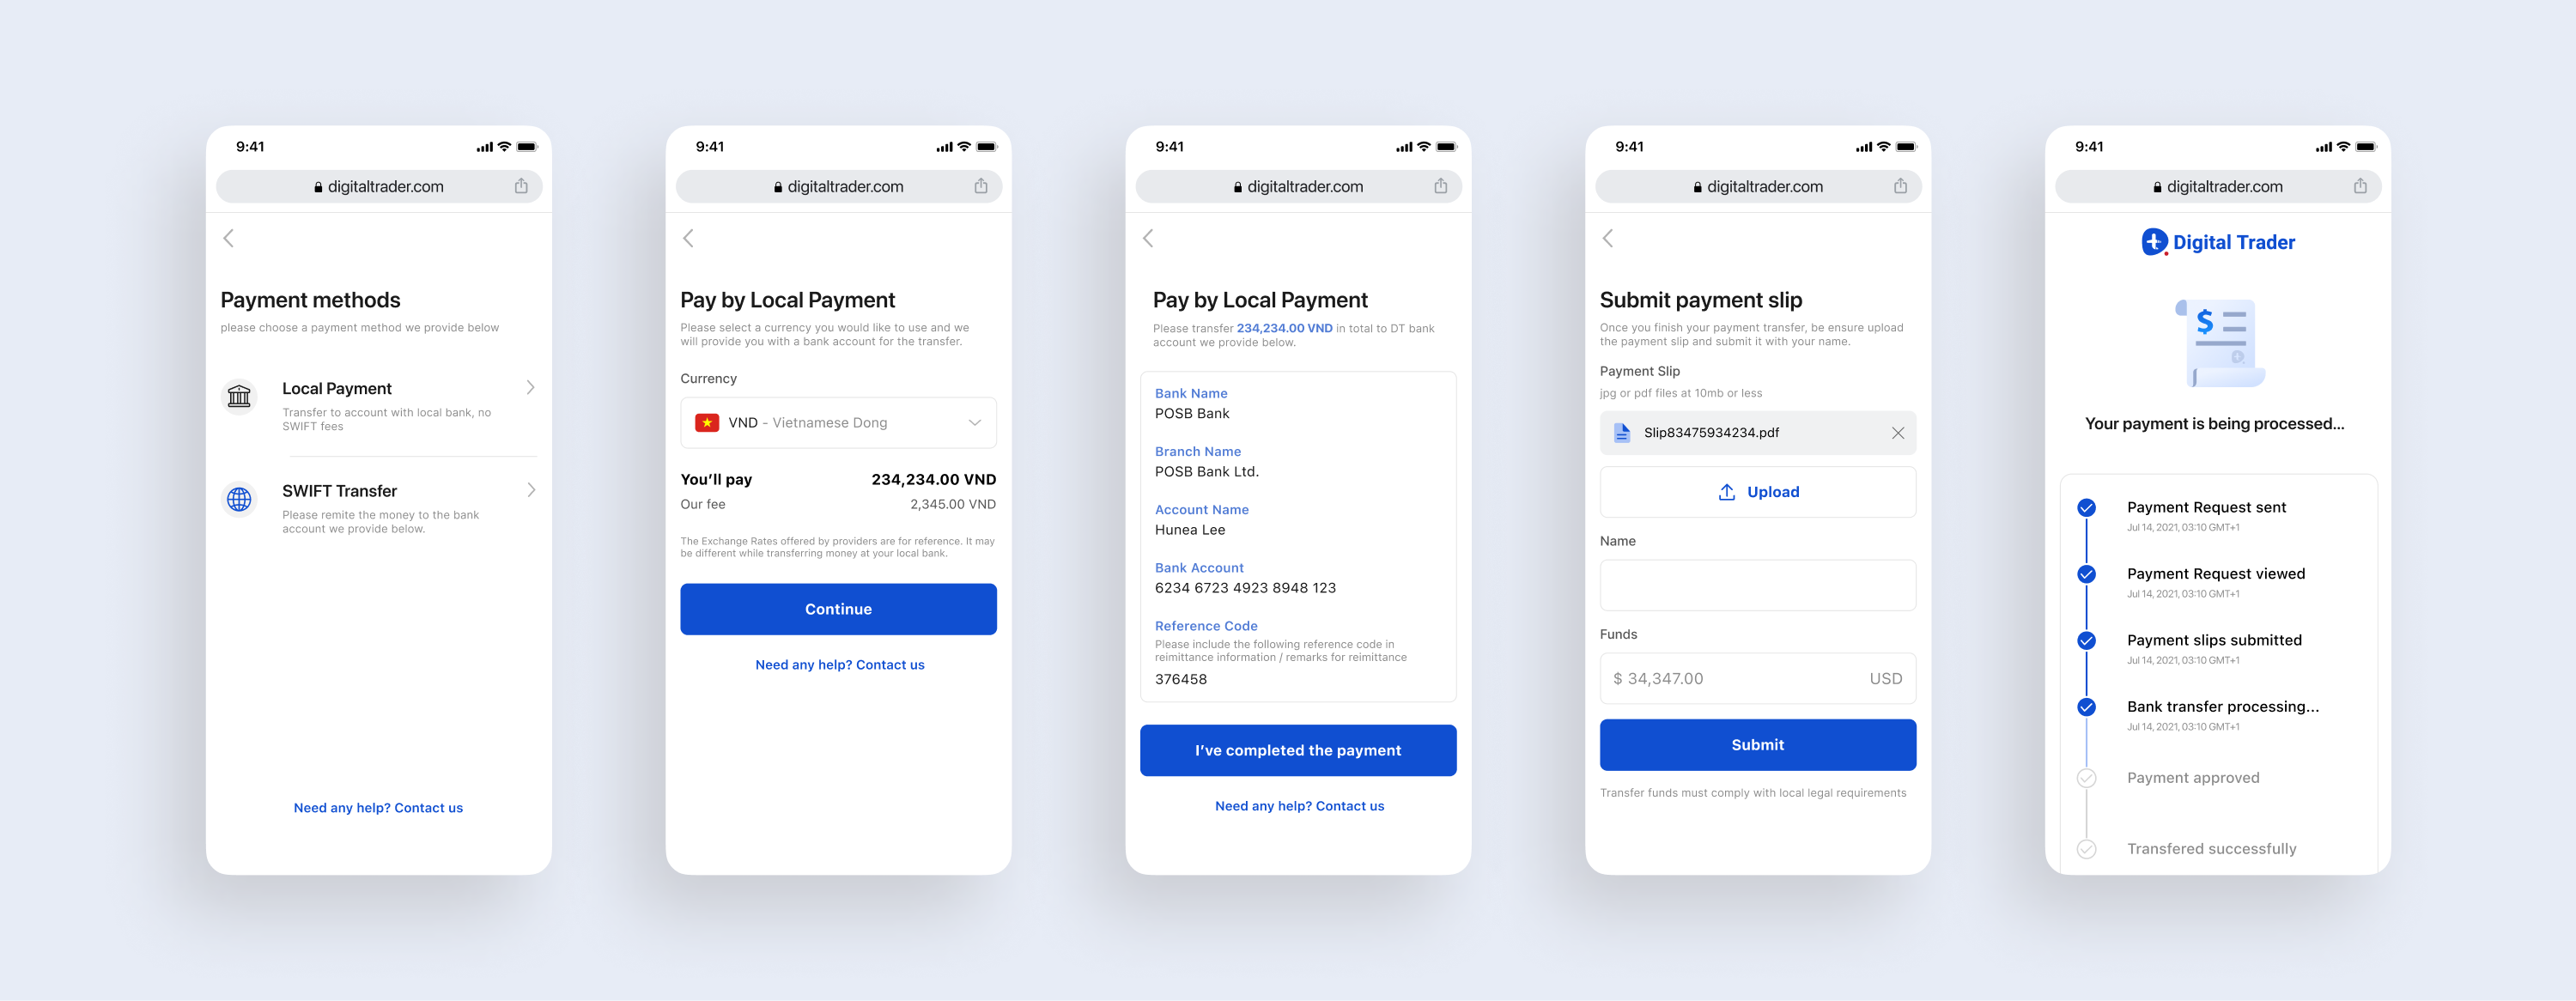 9:41
digitaltrader.com
Payment methods
please choose a payment method we provide below
Local Payment
Transfer to account with local bank, no
SWIFT fees
SWIFT Transfer
Please remite the money to the bank
account we provide below.
Need any help? Contact us
9:41
digitaltrader.com
Pay by Local Payment
Please select a currency you would like to use and we
will provide you with a bank account for the transfer.
Currency
VND - Vietnamese Dong
You'll pay 234,234.00 VND
Our fee 2,345.00 VND
The Exchange Rates offered by providers are for reference. It may
be different while transferring money at your local bank.
Continue
Need any help? Contact us
9:41
digitaltrader.com
Pay by Local Payment
Please transfer 234,234.00 VND in total to DT bank
account we provide below.
Bank Name
POSB Bank
Branch Name
POSB Bank Ltd.
Account Name
Hunea Lee
Bank Account
6234 6723 4923 8948 123
Reference Code
Please include the following reference code in
reimittance information / remarks for reimittance
376458
I've completed the payment
Need any help? Contact us
9:41
digitaltrader.com
Submit payment slip
Once you finish your payment transfer, be ensure upload
the payment slip and submit it with your name.
Payment Slip
jpg or pdf files at 10mb or less
Slip83475934234.pdf
Upload
Name
Funds
$ 34,347.00 USD
Submit
Transfer funds must comply with local legal requirements
9:41
digitaltrader.com
Digital Trader
$
Your payment is being processed...
Payment Request sent
Jul 14, 2021, 03:10 GMT+1
Payment Request viewed
Jul 14, 2021, 03:10 GMT+1
Payment slips submitted
Jul 14, 2021, 03:10 GMT+1
Bank transfer processing...
Jul 14, 2021, 03:10 GMT+1
Payment approved
Transfered successfully